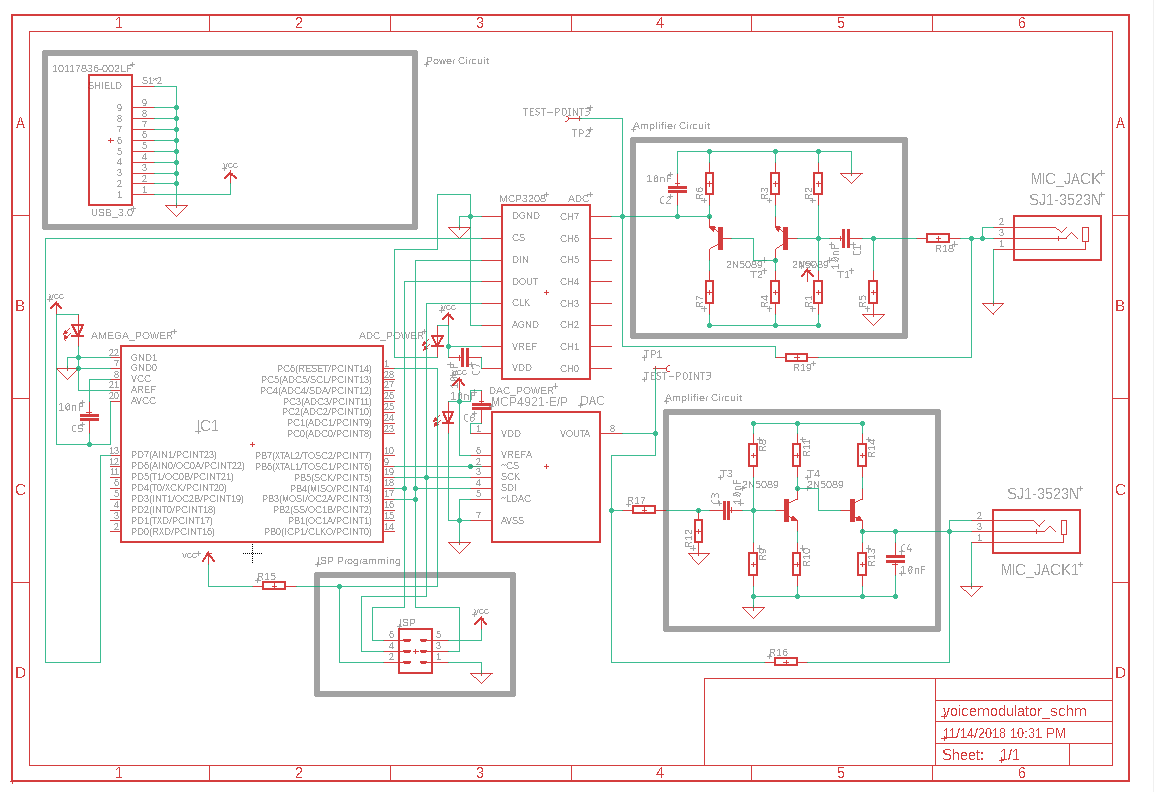 1 2 3 4 5 6
A
B
C
D
A
B
C
D
1 2 3 4 5 6
Power Circuit
10117836-002LF
SHIELD
S1*2
9 9
8 8
7 7
6 6
5 5
4 4
3 3
2 2
1 1
USB_3.0
VCC
TEST-POINT3
TP2
Amplifier Circuit
10nF
C2
R6
R3
R2
2N5089
T2
2N5089
T1
10nF
C1
R7
R4
R1
R5
R18
MIC_JACK
SJ1-3523N
2
3
1
R19
MCP3208 ADC
DGND CH7
CS CH6
DIN CH5
DOUT CH4
CLK CH3
AGND CH2
VREF CH1
VDD CH0
VCC
AMEGA_POWER
VCC
ADC_POWER
22 GND1
7 GND0
8 VCC
21 AREF
20 AVCC
10nF
C5
IC1
PC6(RESET/PCINT14) 1
PC5(ADC5/SCL/PCINT13) 28
PC4(ADC4/SDA/PCINT12) 27
PC3(ADC3/PCINT11) 26
PC2(ADC2/PCINT10) 25
PC1(ADC1/PCINT9) 24
PC0(ADC0/PCINT8) 23
13 PD7(AIN1/PCINT23)
12 PD6(AIN0/OC0A/PCINT22)
11 PD5(T1/OC0B/PCINT21)
6 PD4(T0/XCK/PCINT20)
5 PD3(INT1/OC2B/PCINT19)
4 PD2(INT0/PCINT18)
3 PD1(TXD/PCINT17)
2 PD0(RXD/PCINT16)
PB7(XTAL2/TOSC2/PCINT7) 10
PB6(XTAL1/TOSC1/PCINT6) 9
PB5(SCK/PCINT5) 19
PB4(MISO/PCINT4) 18
PB3(MOSI/OC2A/PCINT3) 17
PB2(SS/OC1B/PCINT2) 16
PB1(OC1A/PCINT1) 15
PB0(ICP1/CLKO/PCINT0) 14
10nF
C6
DAC_POWER
MCP4921-E/P DAC
1 VDD VOUTA 8
6 VREFA
2 ~CS
3 SCK
4 SDI
5 ~LDAC
7 AVSS
TP1
TEST-POINT3
Amplifier Circuit
R8
R11
R14
T3
2N5089
T4
2N5089
C3
10nF
R17
R12
R9
R10
R13
C4
10nF
SJ1-3523N
2
3
1
MIC_JACK1
R16
VCC
R15
ISP Programming
ISP
6 5
4 3
2 1
VCC
voicemodulator_schm
11/14/2018 10:31 PM
Sheet: 1/1